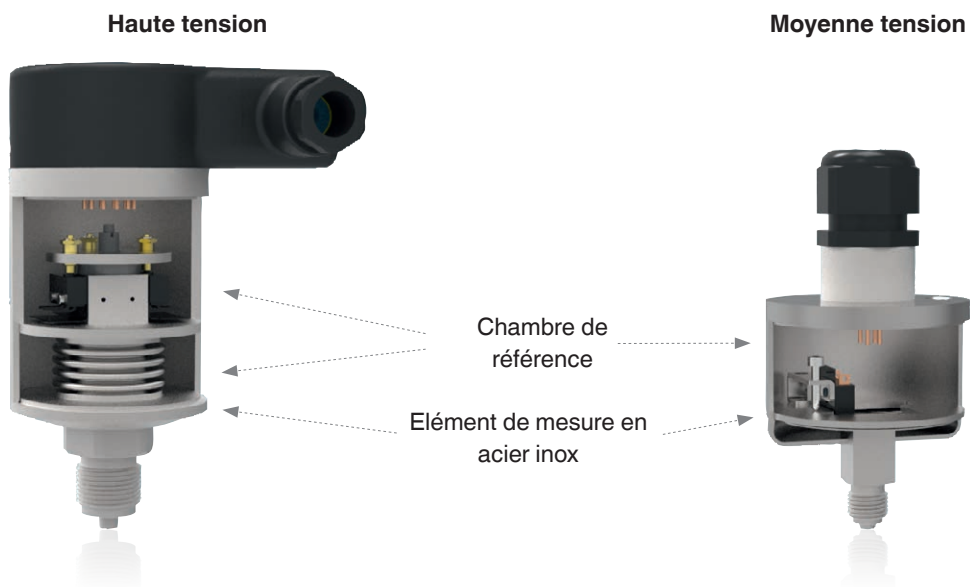 Haute tension
Moyenne tension
Chambre de
référence
Elément de mesure en
acier inox